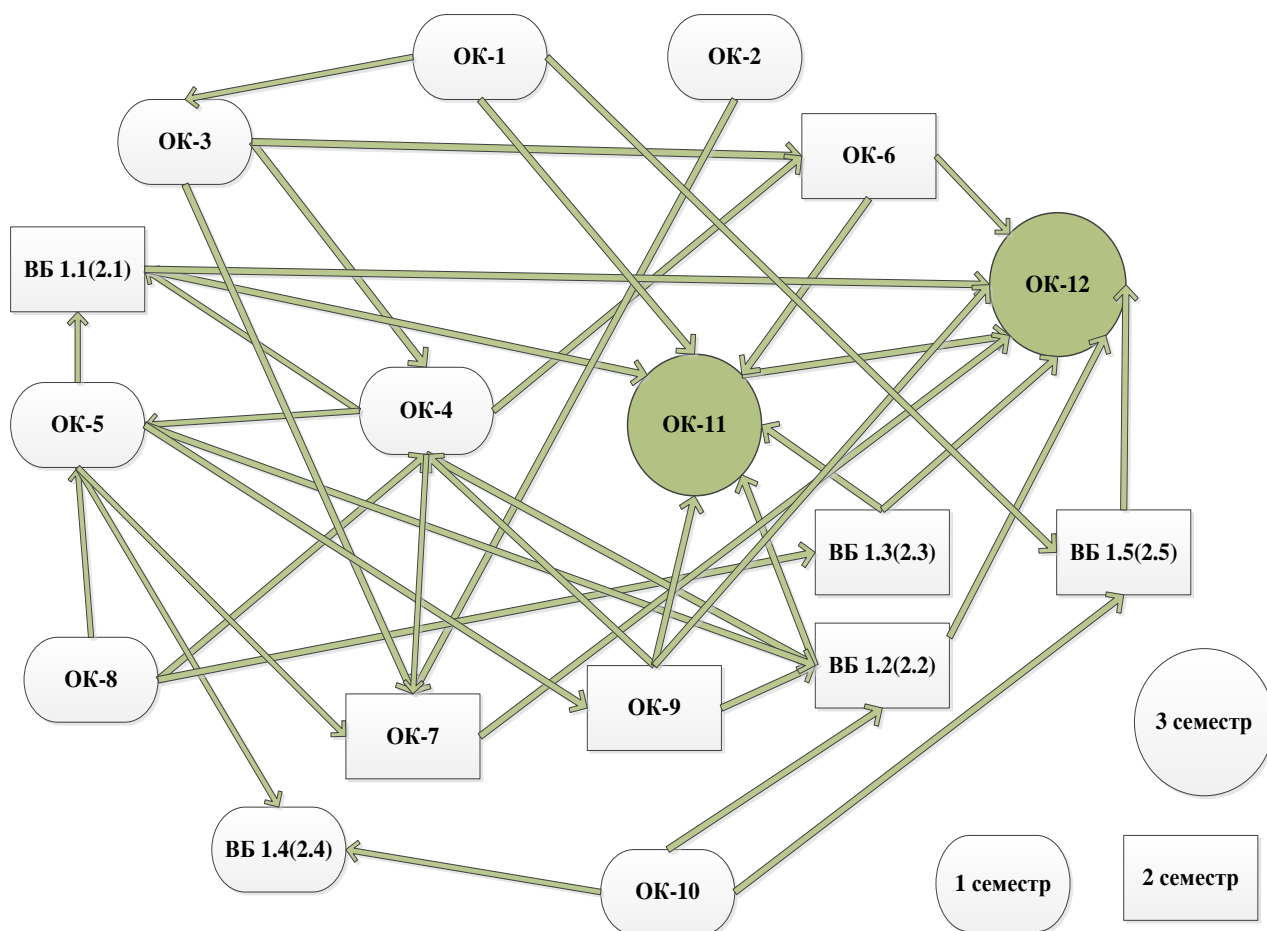 ОК-1
ОК-2
ОК-3
ОК-6
ВБ 1.1(2.1)
ОК-12
ОК-5
ОК-4
ОК-11
ВБ 1.3(2.3)
ВБ 1.5(2.5)
ОК-8
ОК-7
ОК-9
ВБ 1.2(2.2)
3 семестр
ВБ 1.4(2.4)
ОК-10
1 семестр
2 семестр